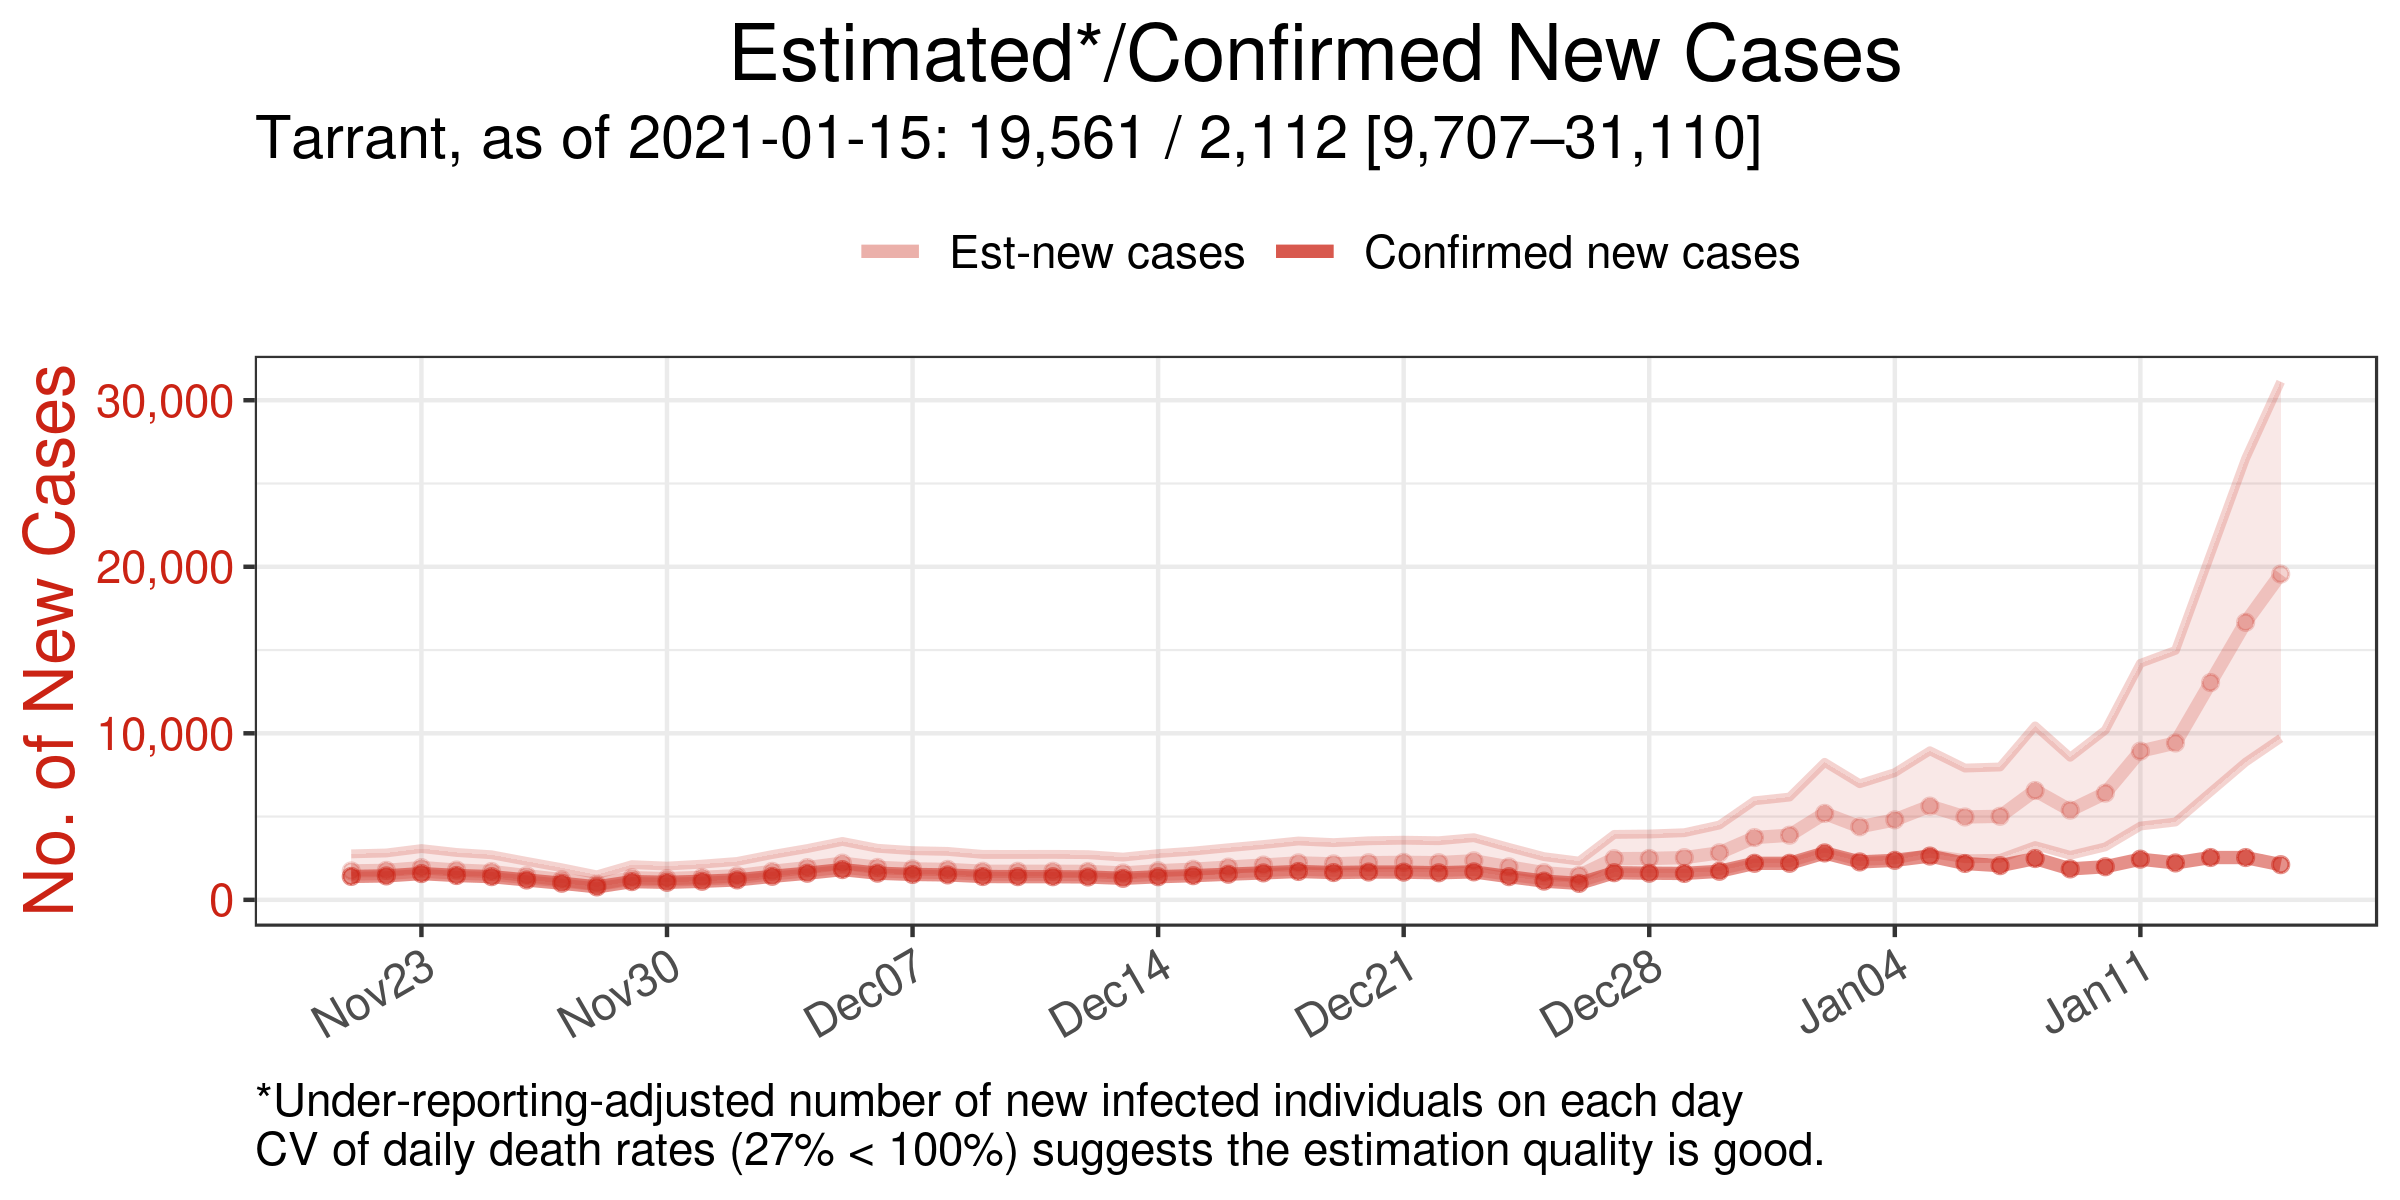 Estimated*/Confirmed New Cases
Tarrant, as of 2021-01-15: 19,561 / 2,112 [9,707–31,110]
Est-new cases
Confirmed new cases
No. of New Cases
30,000
20,000
10,000
0
Nov23
Nov30
Dec07
Dec14
Dec21
Dec28
Jan04
Jan11
*Under-reporting-adjusted number of new infected individuals on each day
CV of daily death rates (27% < 100%) suggests the estimation quality is good.